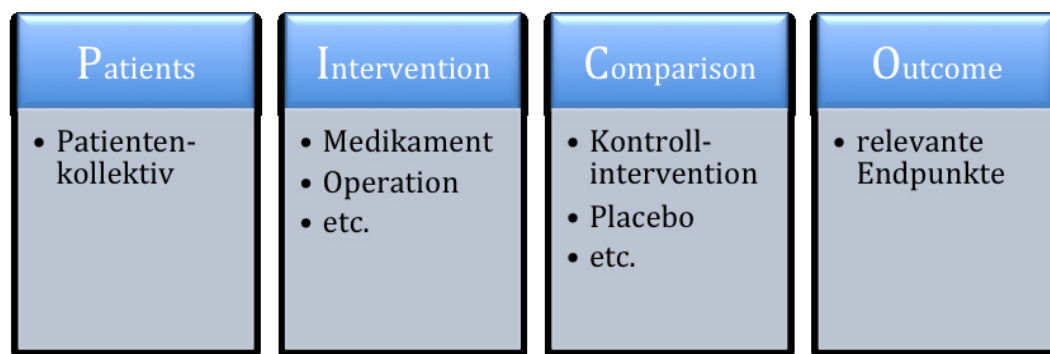 Patients
• Patienten-
kollektiv
Intervention
• Medikament
• Operation
• etc.
Comparison
• Kontroll-
intervention
• Placebo
• etc.
Outcome
• relevante
Endpunkte